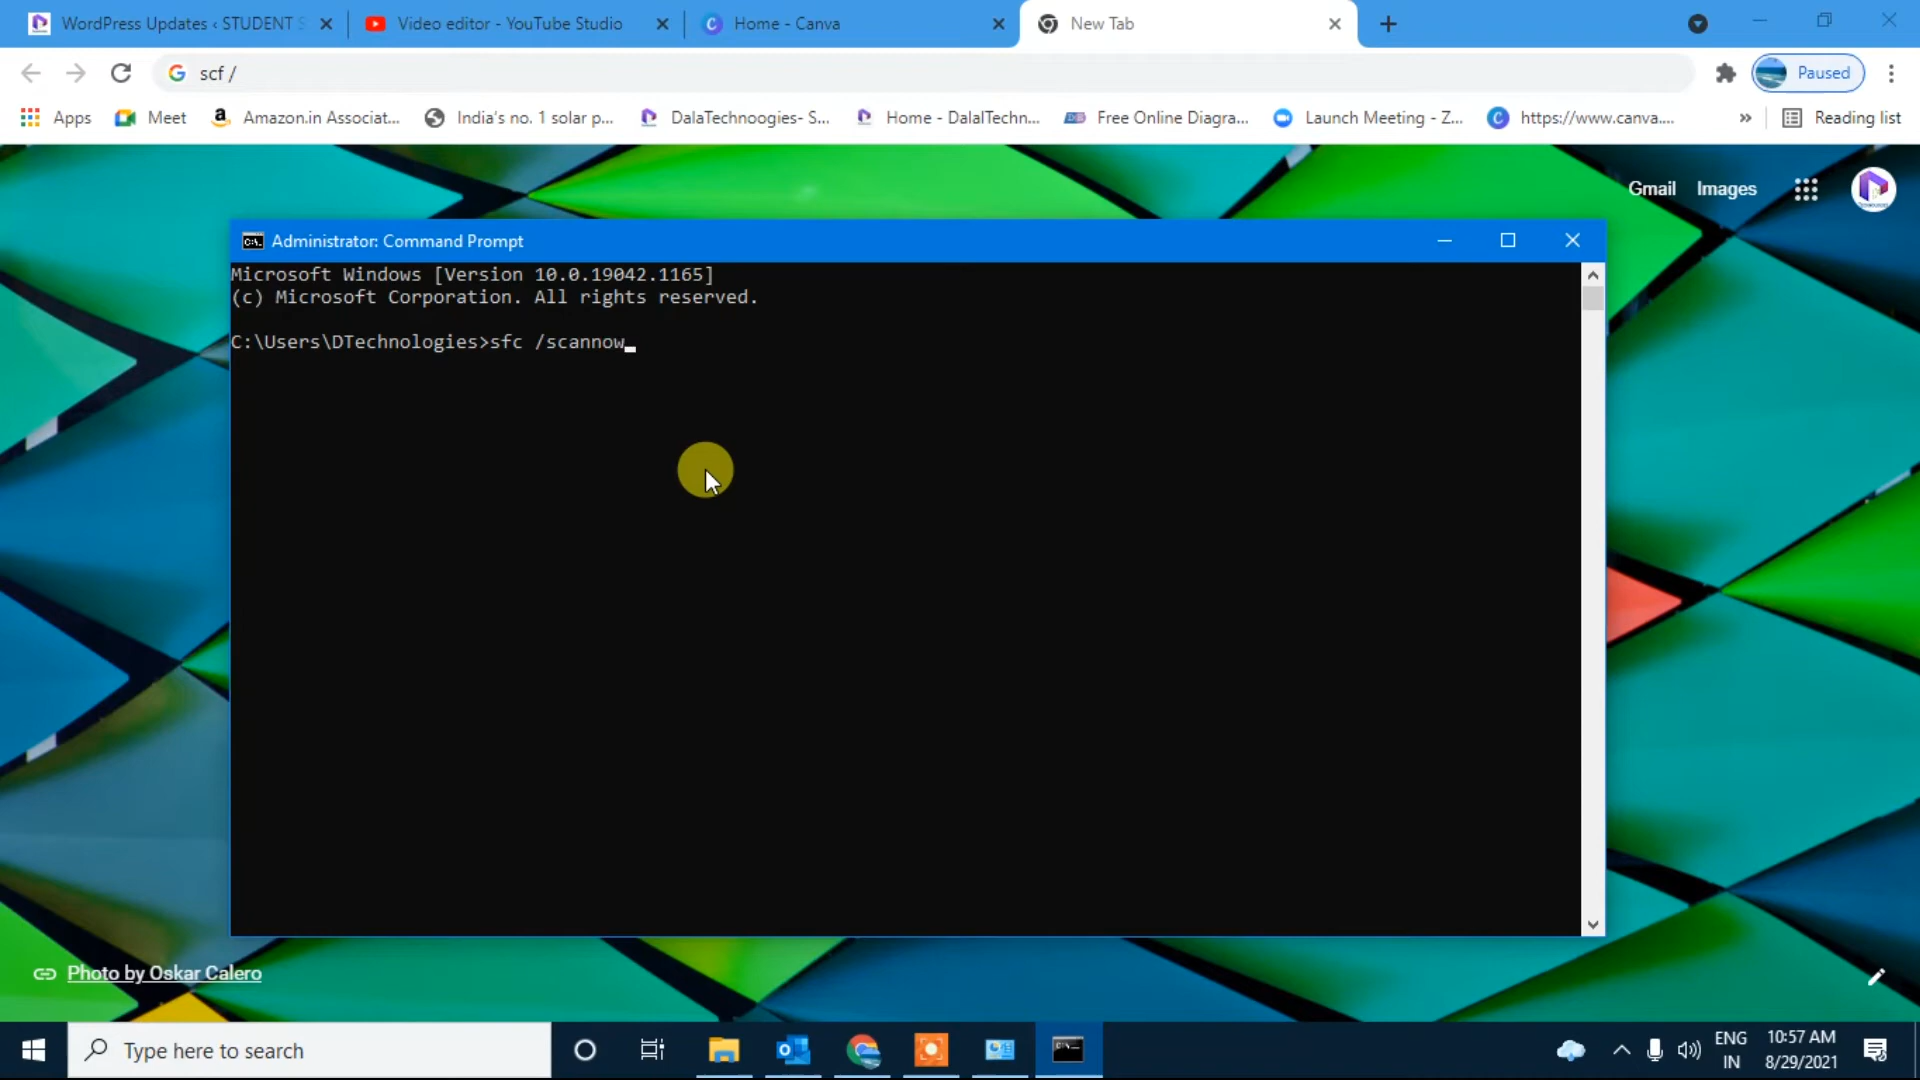 WordPress Updates ‹ STUDENT S
Video editor - YouTube Studio
Home - Canva
New Tab
scf /
Paused
Apps
Meet
Amazon.in Associat...
India's no. 1 solar p...
DalaTechnoogies- S...
Home - DalalTechn...
Free Online Diagra...
Launch Meeting - Z...
https://www.canva....
»
Reading list
Gmail
Images
Administrator: Command Prompt
Microsoft Windows [Version 10.0.19042.1165]
(c) Microsoft Corporation. All rights reserved.
C:\Users\DTechnologies>sfc /scannow
Photo by Oskar Calero
Type here to search
ENG
IN
10:57 AM
8/29/2021